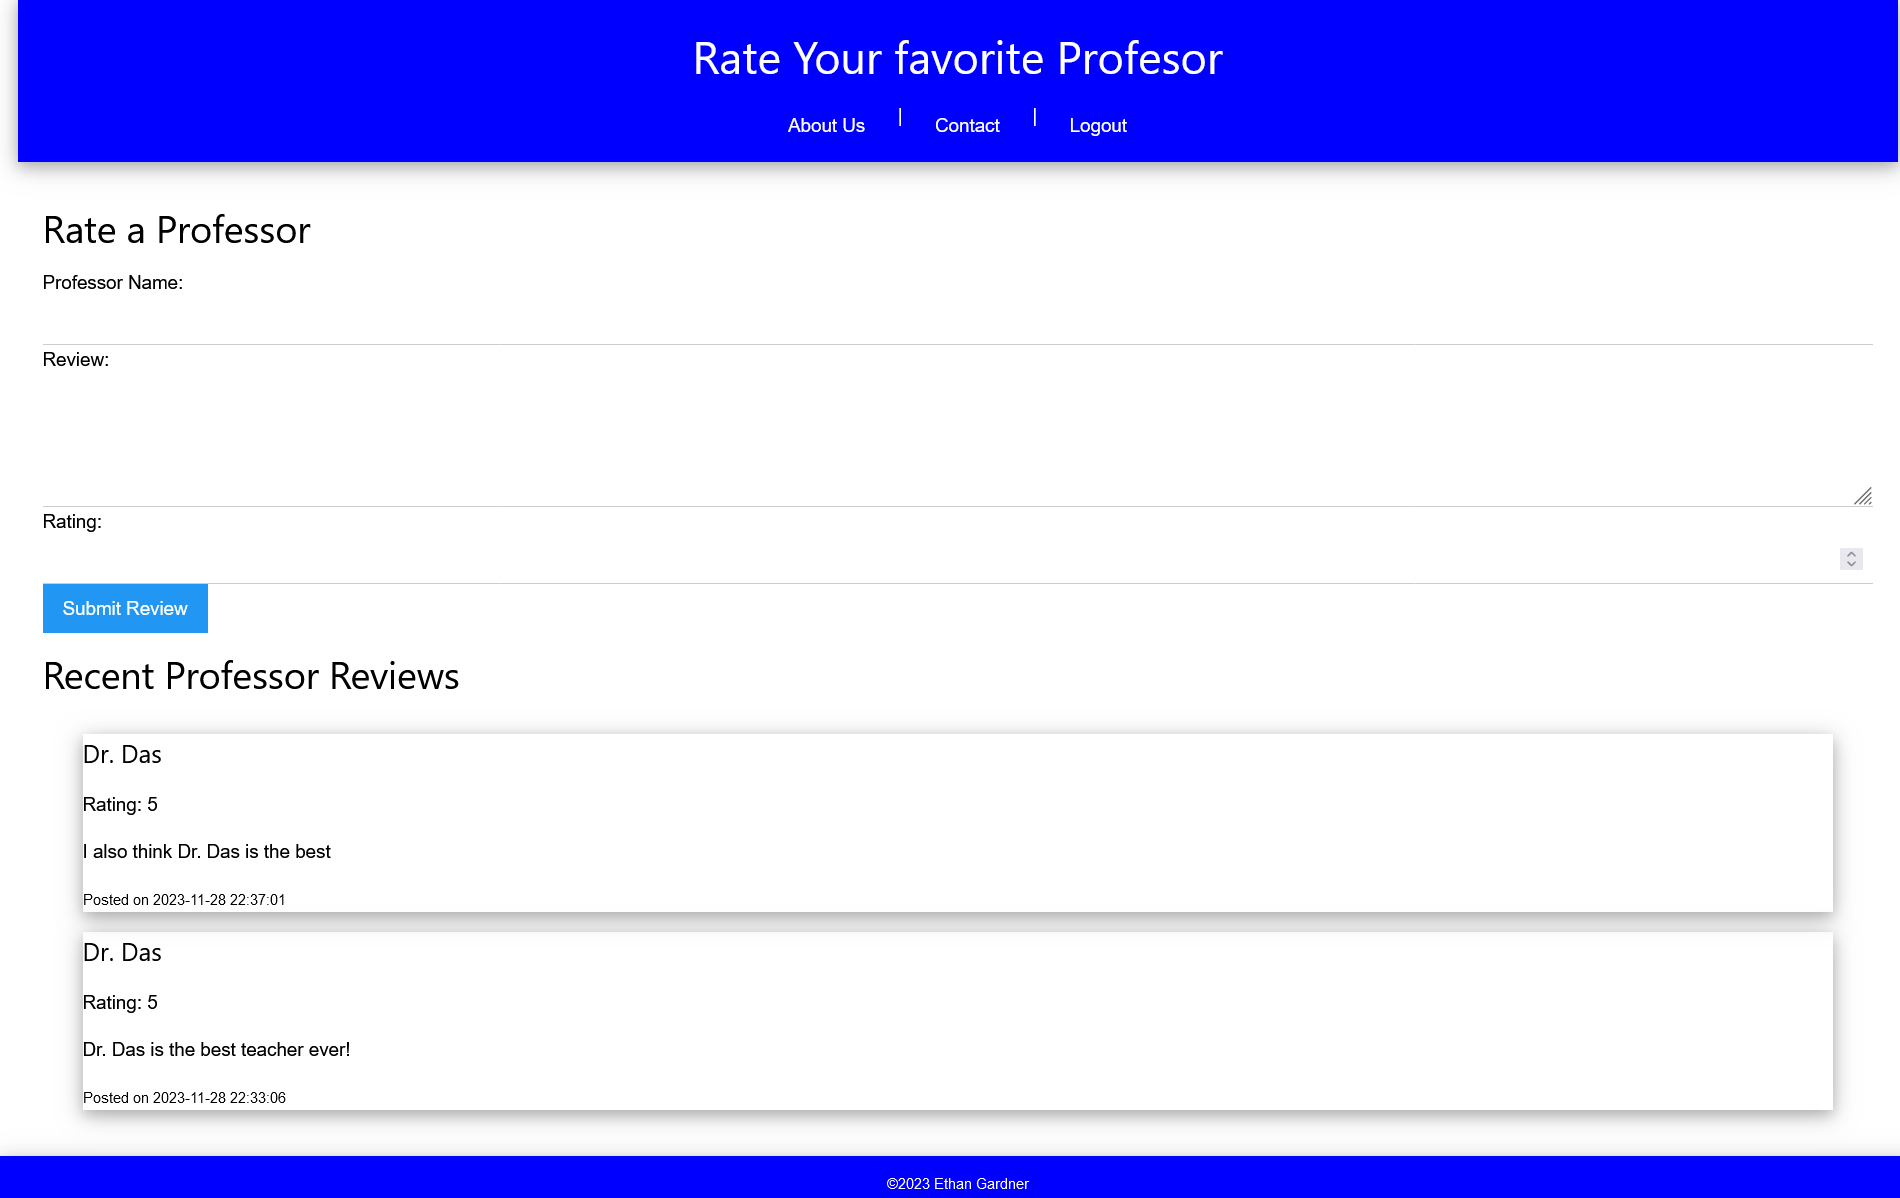 Rate Your favorite Profesor
About Us | Contact | Logout
Rate a Professor
Professor Name:
Review:
Rating:
Submit Review
Recent Professor Reviews
Dr. Das
Rating: 5
I also think Dr. Das is the best
Posted on 2023-11-28 22:37:01
Dr. Das
Rating: 5
Dr. Das is the best teacher ever!
Posted on 2023-11-28 22:33:06
©2023 Ethan Gardner